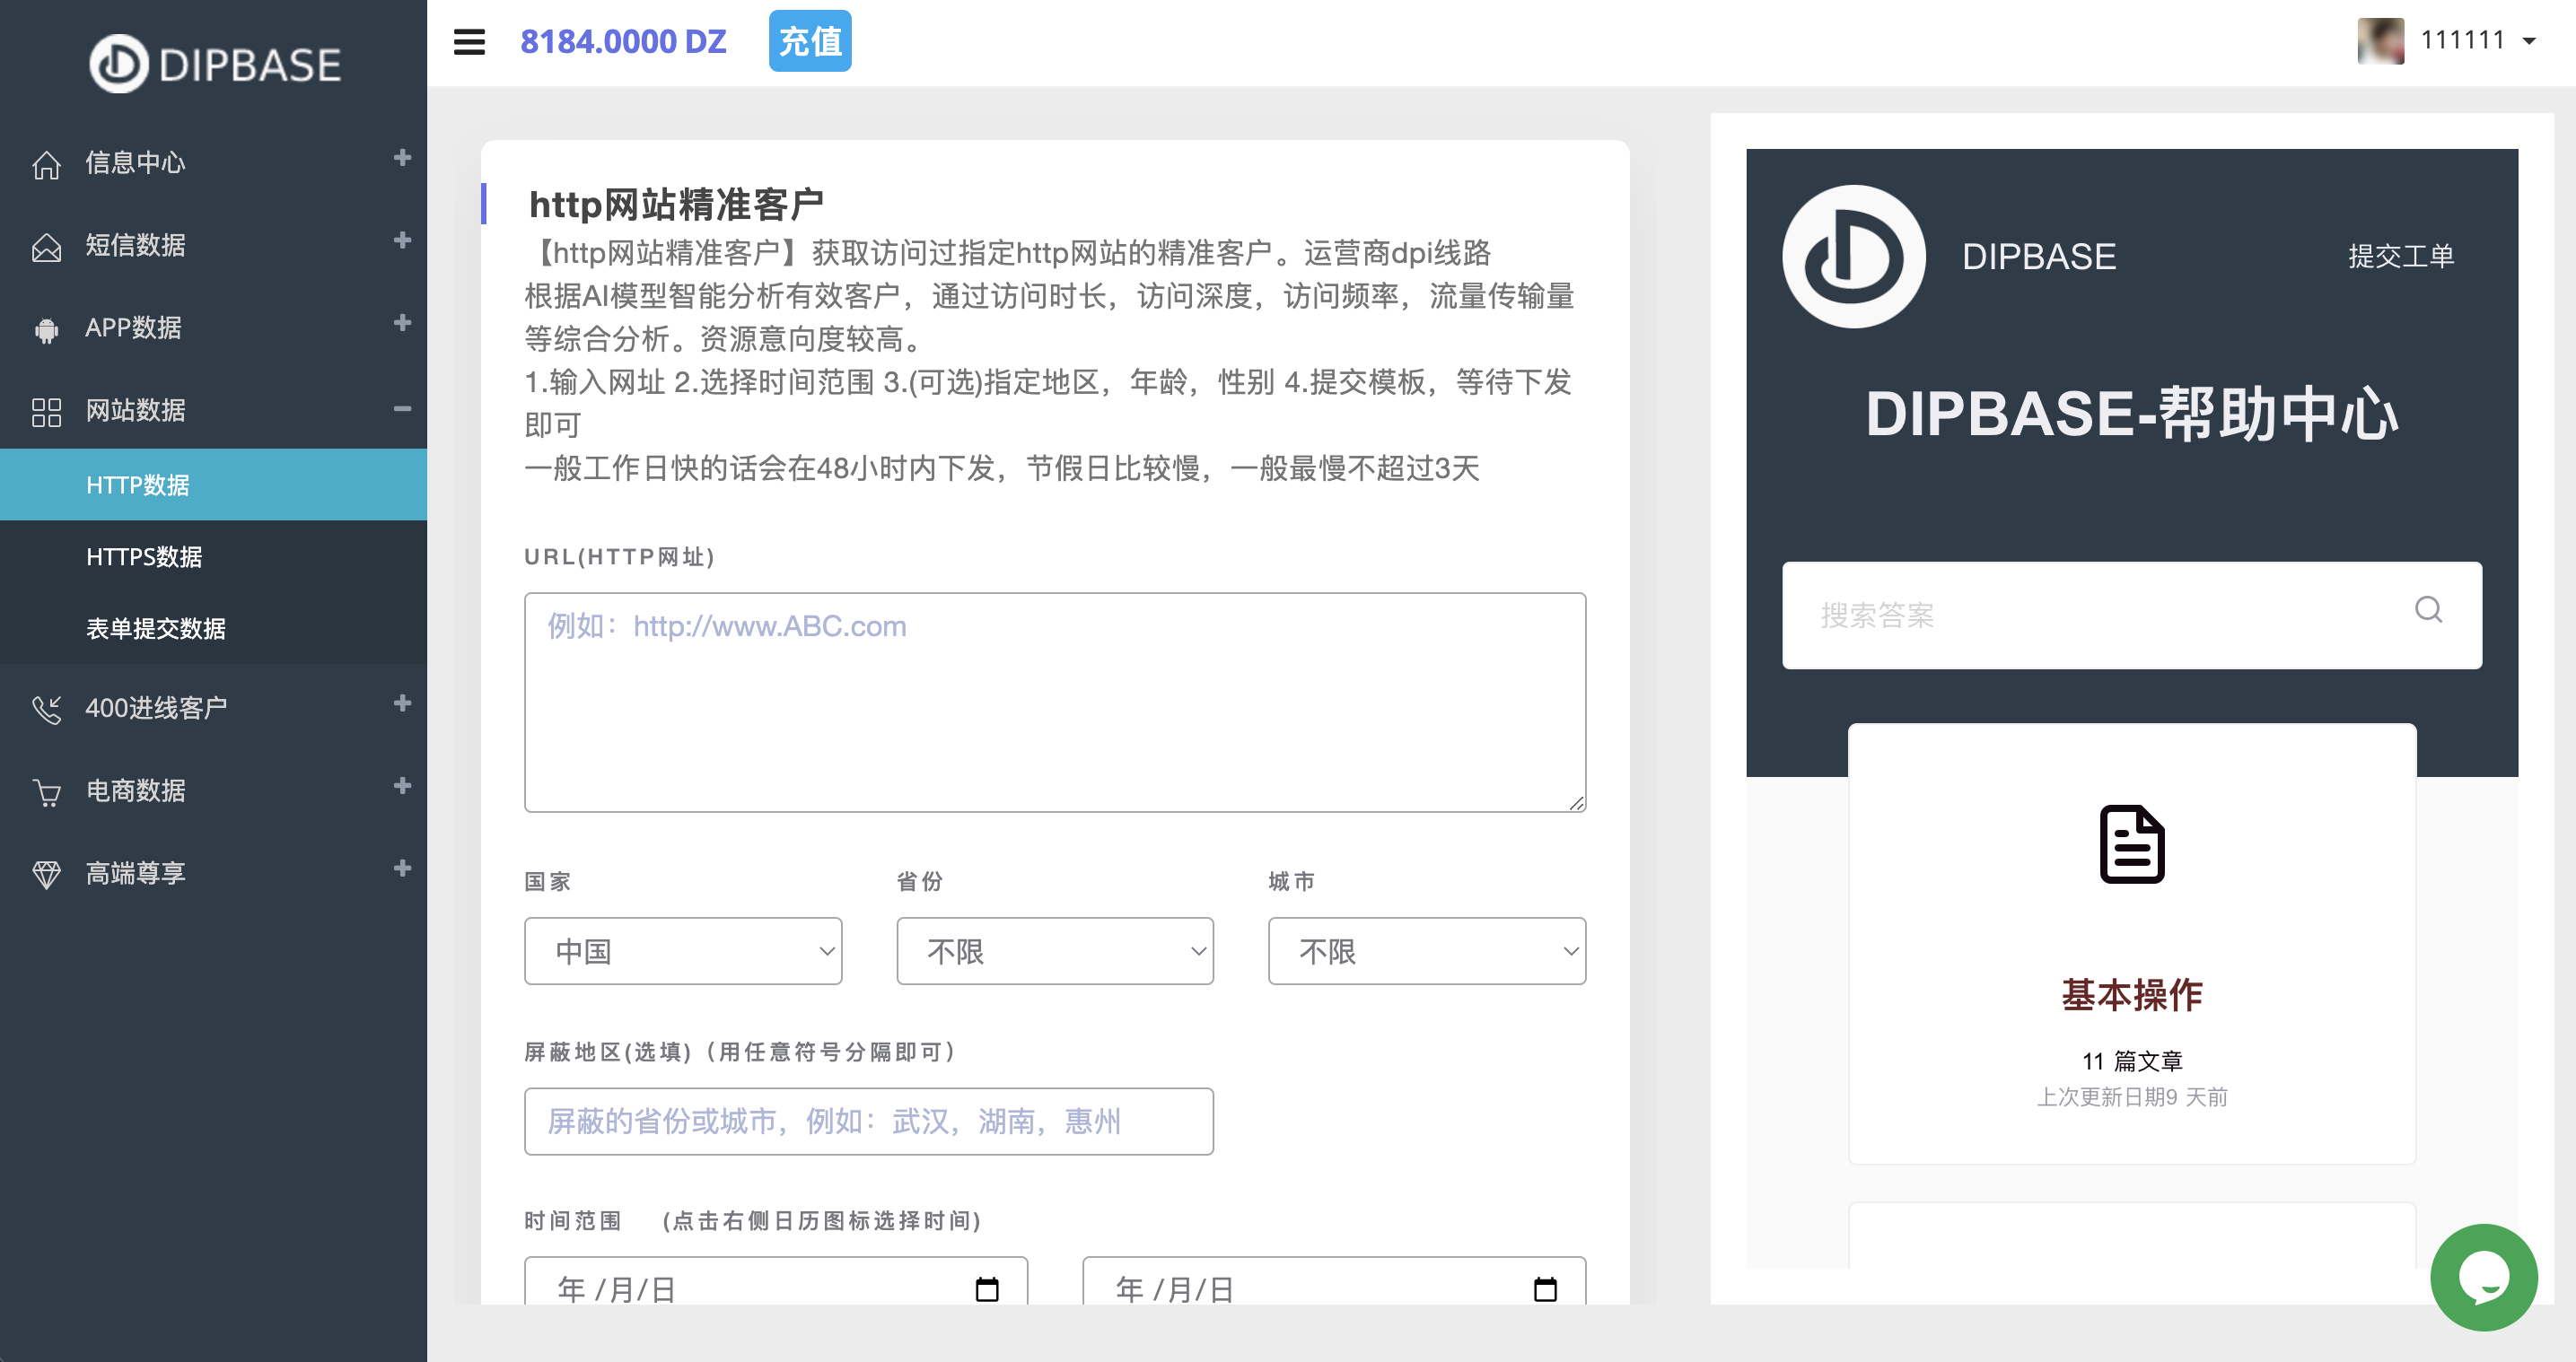 DIPBASE
8184.0000 DZ
充值
111111
信息中心
短信数据
APP数据
网站数据
HTTP数据
HTTPS数据
表单提交数据
400进线客户
电商数据
高端尊享
http网站精准客户
【http网站精准客户】获取访问过指定http网站的精准客户。运营商dpi线路
根据AI模型智能分析有效客户，通过访问时长，访问深度，访问频率，流量传输量
等综合分析。资源意向度较高。
1.输入网址 2.选择时间范围 3.(可选)指定地区，年龄，性别 4.提交模板，等待下发
即可
一般工作日快的话会在48小时内下发，节假日比较慢，一般最慢不超过3天
URL(HTTP网址)
例如：http://www.ABC.com
国家 省份 城市
中国 不限 不限
屏蔽地区(选填)（用任意符号分隔即可）
屏蔽的省份或城市，例如：武汉，湖南，惠州
时间范围 (点击右侧日历图标选择时间)
年 /月/日 年 /月/日
DIPBASE 提交工单
DIPBASE-帮助中心
搜索答案
基本操作
11 篇文章
上次更新日期9 天前